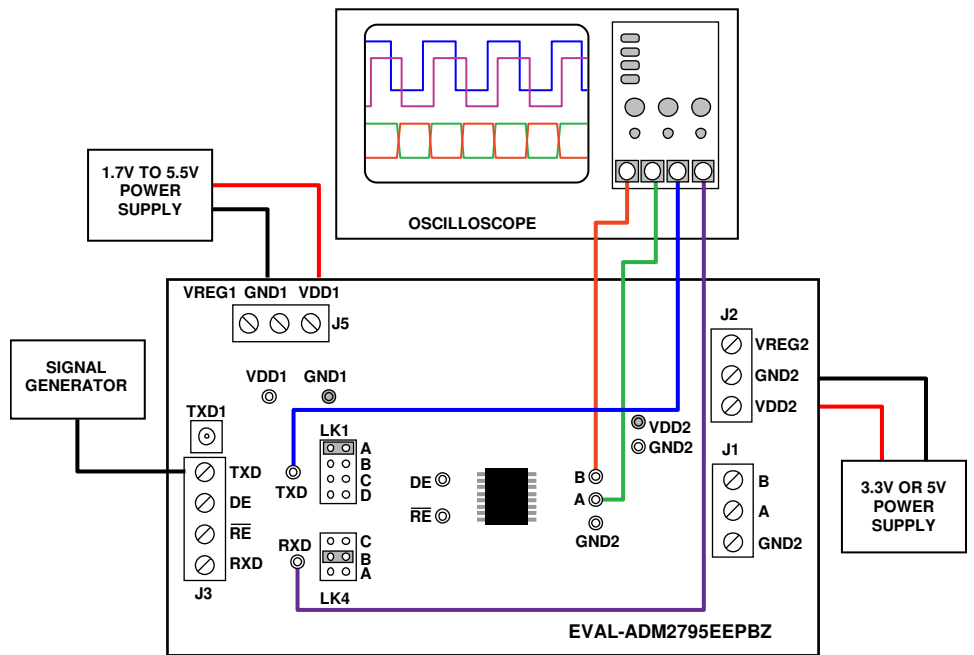 OSCILLOSCOPE
1.7V TO 5.5V
POWER
SUPPLY
VREG1 GND1 VDD1
J5
SIGNAL
GENERATOR
VDD1
GND1
TXD1
TXD
DE
RE
RXD
J3
TXD
LK1
A
B
C
D
RXD
C
B
A
LK4
DE
RE
B
A
GND2
VDD2
GND2
J2
VREG2
GND2
VDD2
J1
B
A
GND2
3.3V OR 5V
POWER
SUPPLY
EVAL-ADM2795EEPBZ